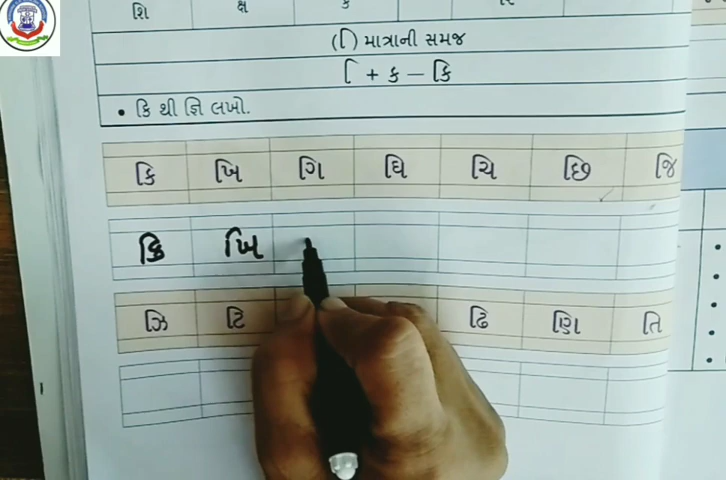 શિ ક્ષ ક
(િ) માત્રાની સમજ
િ + ક – કિ
• કિ થી જ્ઞિ લખો.
કિ ખિ ગિ ઘિ ચિ છિ જિ
કિ ખિ
ઝિ ટિ ઢિ ણિ તિ